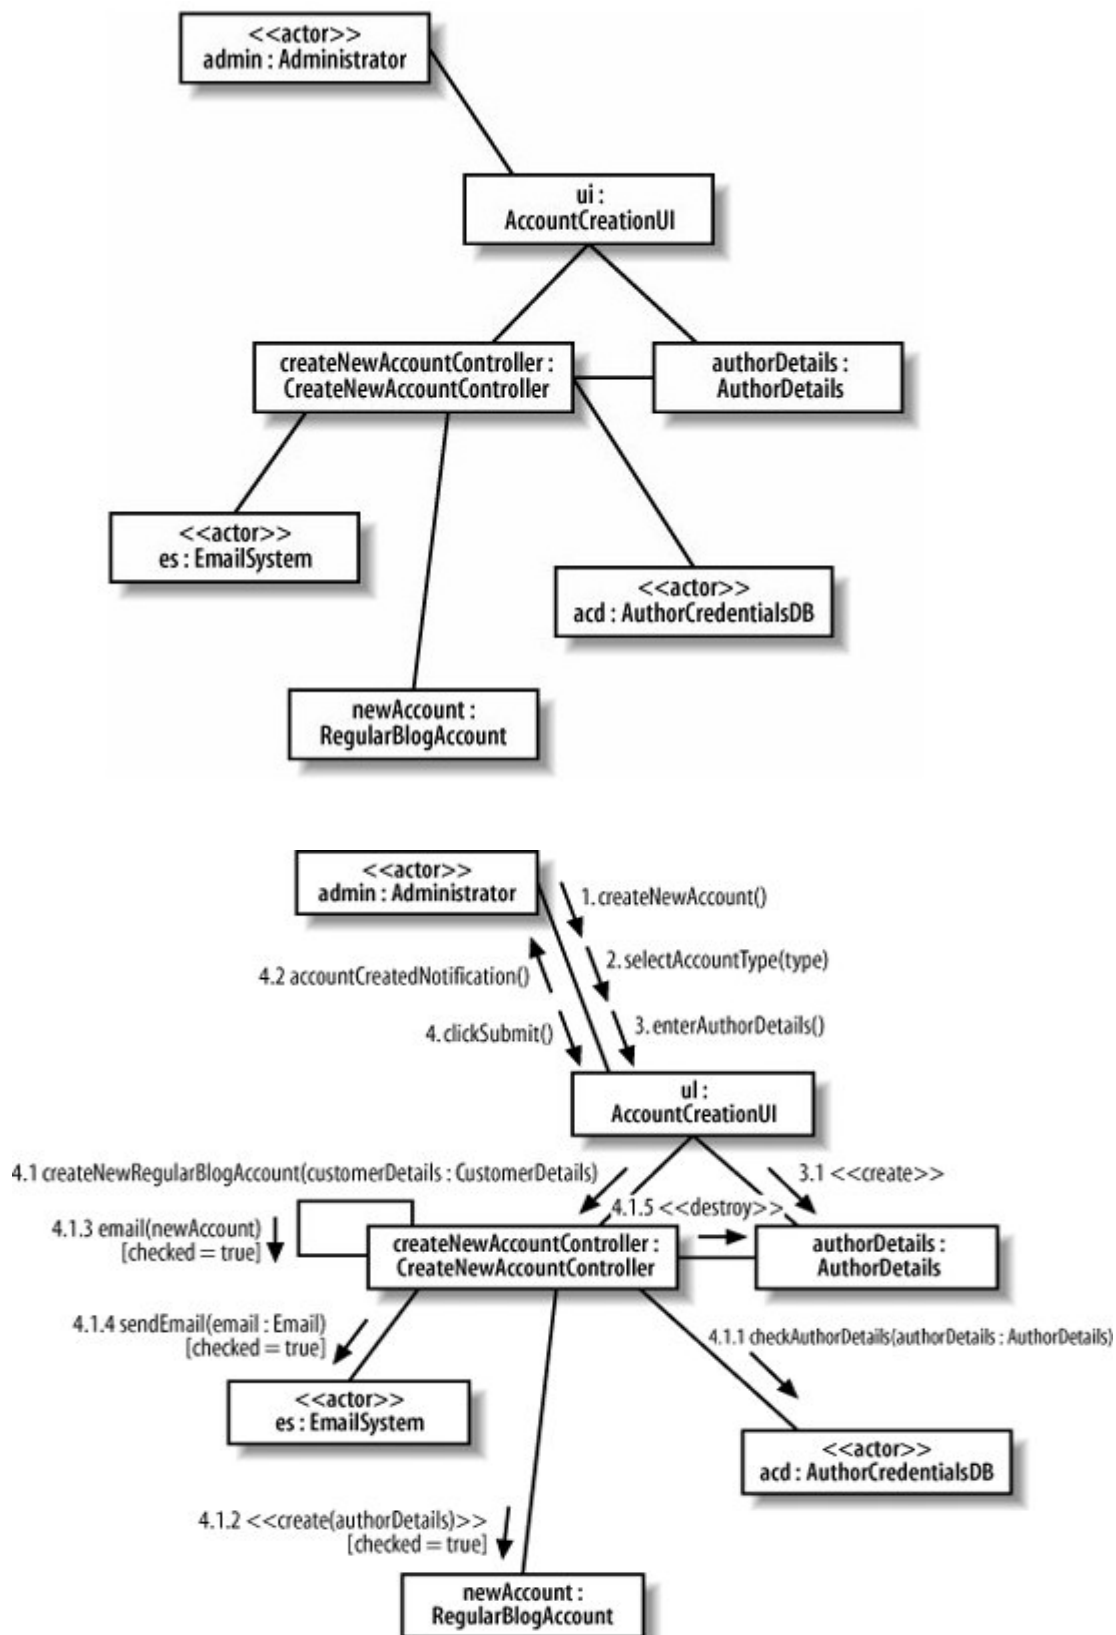 <<actor>>
admin : Administrator
ui :
AccountCreationUI
createNewAccountController :
CreateNewAccountController
authorDetails :
AuthorDetails
<<actor>>
es : EmailSystem
<<actor>>
acd : AuthorCredentialsDB
newAccount :
RegularBlogAccount
<<actor>>
admin : Administrator
1. createNewAccount()
2. selectAccountType(type)
4.2 accountCreatedNotification()
3. enterAuthorDetails()
4. clickSubmit()
uI :
AccountCreationUI
4.1 createNewRegularBlogAccount(customerDetails : CustomerDetails)
3.1 <<create>>
4.1.5 <<destroy>>
4.1.3 email(newAccount)
[checked = true]
createNewAccountController :
CreateNewAccountController
authorDetails :
AuthorDetails
4.1.4 sendEmail(email : Email)
[checked = true]
4.1.1 checkAuthorDetails(authorDetails : AuthorDetails)
<<actor>>
es : EmailSystem
<<actor>>
acd : AuthorCredentialsDB
4.1.2 <<create(authorDetails)>>
[checked = true]
newAccount :
RegularBlogAccount